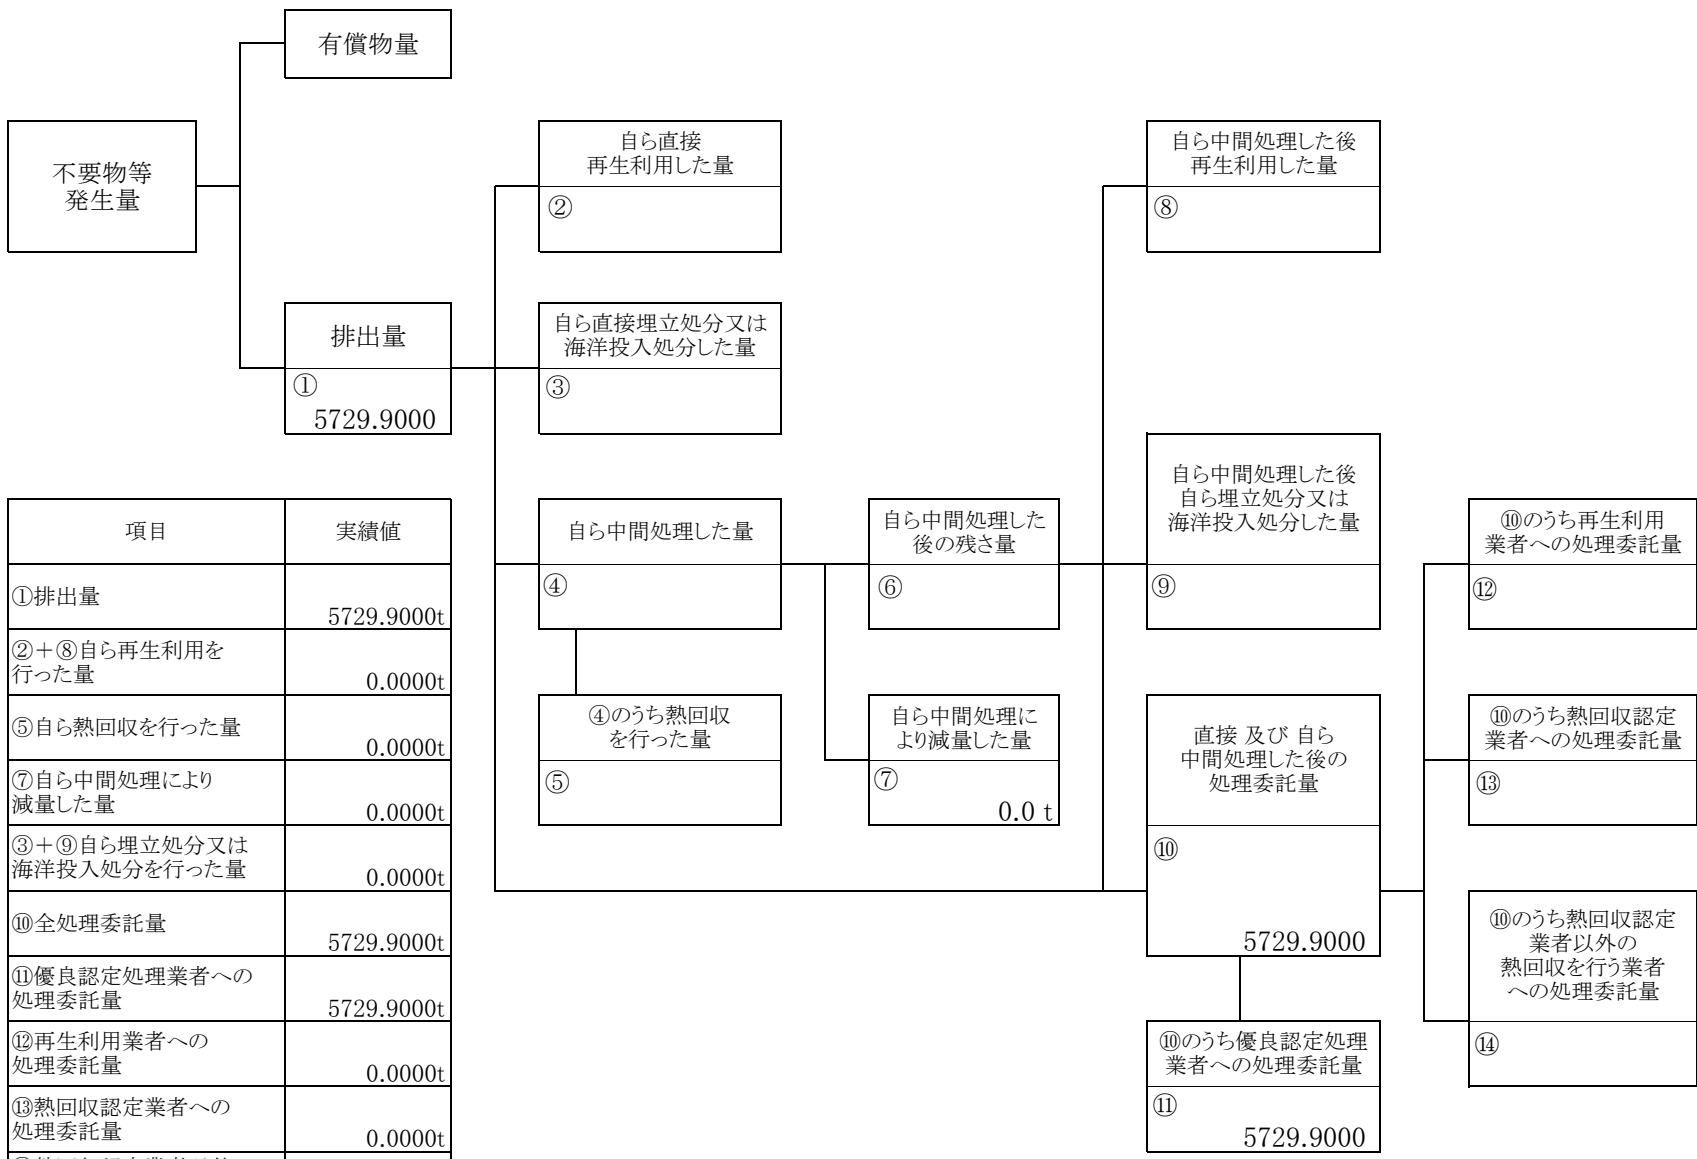 有償物量
不要物等
発生量
自ら直接
再生利用した量
②
自ら中間処理した後
再生利用した量
⑧
排出量
①
5729.9000
自ら直接埋立処分又は
海洋投入処分した量
③
自ら中間処理した後
自ら埋立処分又は
海洋投入処分した量
⑨
自ら中間処理した量
④
自ら中間処理した
後の残さ量
⑥
⑩のうち再生利用
業者への処理委託量
⑫
④のうち熱回収
を行った量
⑤
自ら中間処理に
より減量した量
⑦
0.0 t
直接 及び 自ら
中間処理した後の
処理委託量
⑩
5729.9000
⑩のうち熱回収認定
業者への処理委託量
⑬
⑩のうち熱回収認定
業者以外の
熱回収を行う業者
への処理委託量
⑭
⑩のうち優良認定処理
業者への処理委託量
⑪
5729.9000
項目 実績値
①排出量
5729.9000t
②＋⑧自ら再生利用を
行った量
0.0000t
⑤自ら熱回収を行った量
0.0000t
⑦自ら中間処理により
減量した量
0.0000t
③＋⑨自ら埋立処分又は
海洋投入処分を行った量
0.0000t
⑩全処理委託量
5729.9000t
⑪優良認定処理業者への
処理委託量
5729.9000t
⑫再生利用業者への
処理委託量
0.0000t
⑬熱回収認定業者への
処理委託量
0.0000t